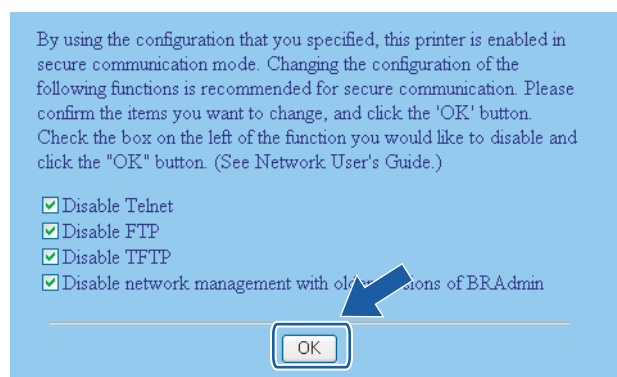 By using the configuration that you specified, this printer is enabled in
secure communication mode. Changing the configuration of the
following functions is recommended for secure communication. Please
confirm the items you want to change, and click the 'OK' button.
Check the box on the left of the function you would like to disable and
click the "OK" button. (See Network User's Guide.)
Disable Telnet
Disable FTP
Disable TFTP
Disable network management with older versions of BRAdmin
OK